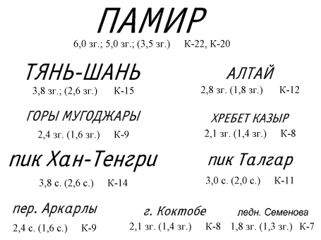 ПАМИР
6,0 зг.; 5,0 зг.; (3,5 зг.) К-22, К-20
ТЯНЬ-ШАНЬ АЛТАЙ
3,8 зг.; (2,6 зг.) К-15 2,8 зг. (1,8 зг.) К-12
ГОРЫ МУГОДЖАРЫ ХРЕБЕТ КАЗЫР
2,4 зг. (1,6 зг.) К-9 2,1 зг. (1,4 зг.) К-8
пик Хан-Тенгри пик Талгар
3,8 с. (2,6 с.) К-14 3,0 с. (2,0 с.) К-11
пер. Аркарлы г. Коктобе ледн. Семенова
2,4 с. (1,6 с.) К-9 2,1 зг. (1,4 зг.) К-8 1,8 зг. (1,3 зг.) К-7